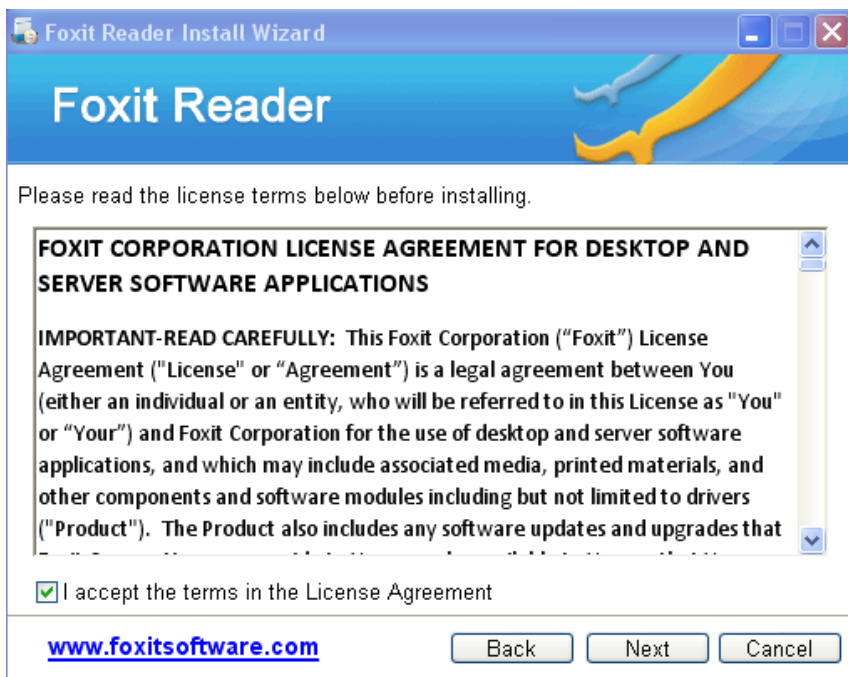 Foxit Reader Install Wizard
Foxit Reader
Please read the license terms below before installing.
FOXIT CORPORATION LICENSE AGREEMENT FOR DESKTOP AND
SERVER SOFTWARE APPLICATIONS
IMPORTANT-READ CAREFULLY: This Foxit Corporation (“Foxit”) License
Agreement ("License" or “Agreement”) is a legal agreement between You
(either an individual or an entity, who will be referred to in this License as "You"
or “Your”) and Foxit Corporation for the use of desktop and server software
applications, and which may include associated media, printed materials, and
other components and software modules including but not limited to drivers
("Product"). The Product also includes any software updates and upgrades that
I accept the terms in the License Agreement
www.foxitsoftware.com
Back
Next
Cancel